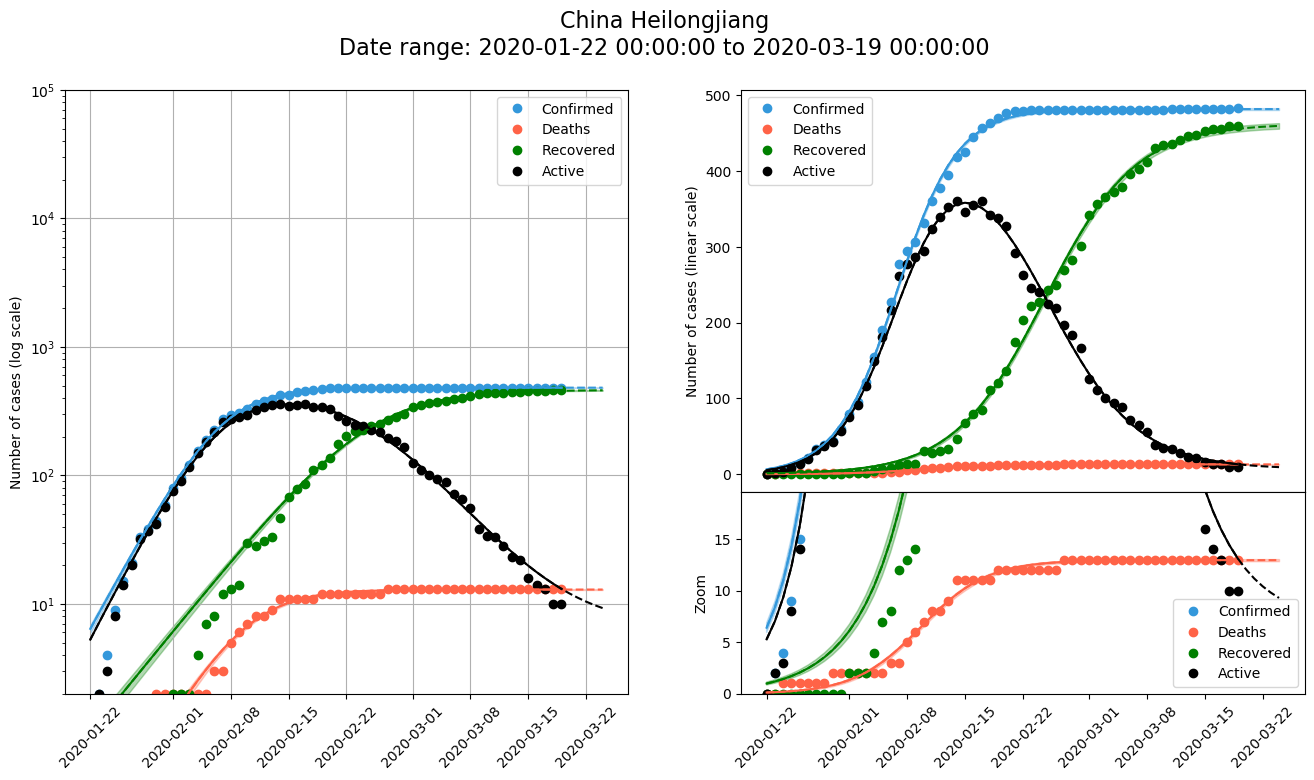 China Heilongjiang
Date range: 2020-01-22 00:00:00 to 2020-03-19 00:00:00
Number of cases (log scale)
10^5
10^4
10^3
10^2
10^1
Confirmed
Deaths
Recovered
Active
2020-01-22
2020-02-01
2020-02-08
2020-02-15
2020-02-22
2020-03-01
2020-03-08
2020-03-15
2020-03-22
Number of cases (linear scale)
500
400
300
200
100
0
Confirmed
Deaths
Recovered
Active
Zoom
15
10
5
0
Confirmed
Deaths
Recovered
Active
2020-01-22
2020-02-01
2020-02-08
2020-02-15
2020-02-22
2020-03-01
2020-03-08
2020-03-15
2020-03-22